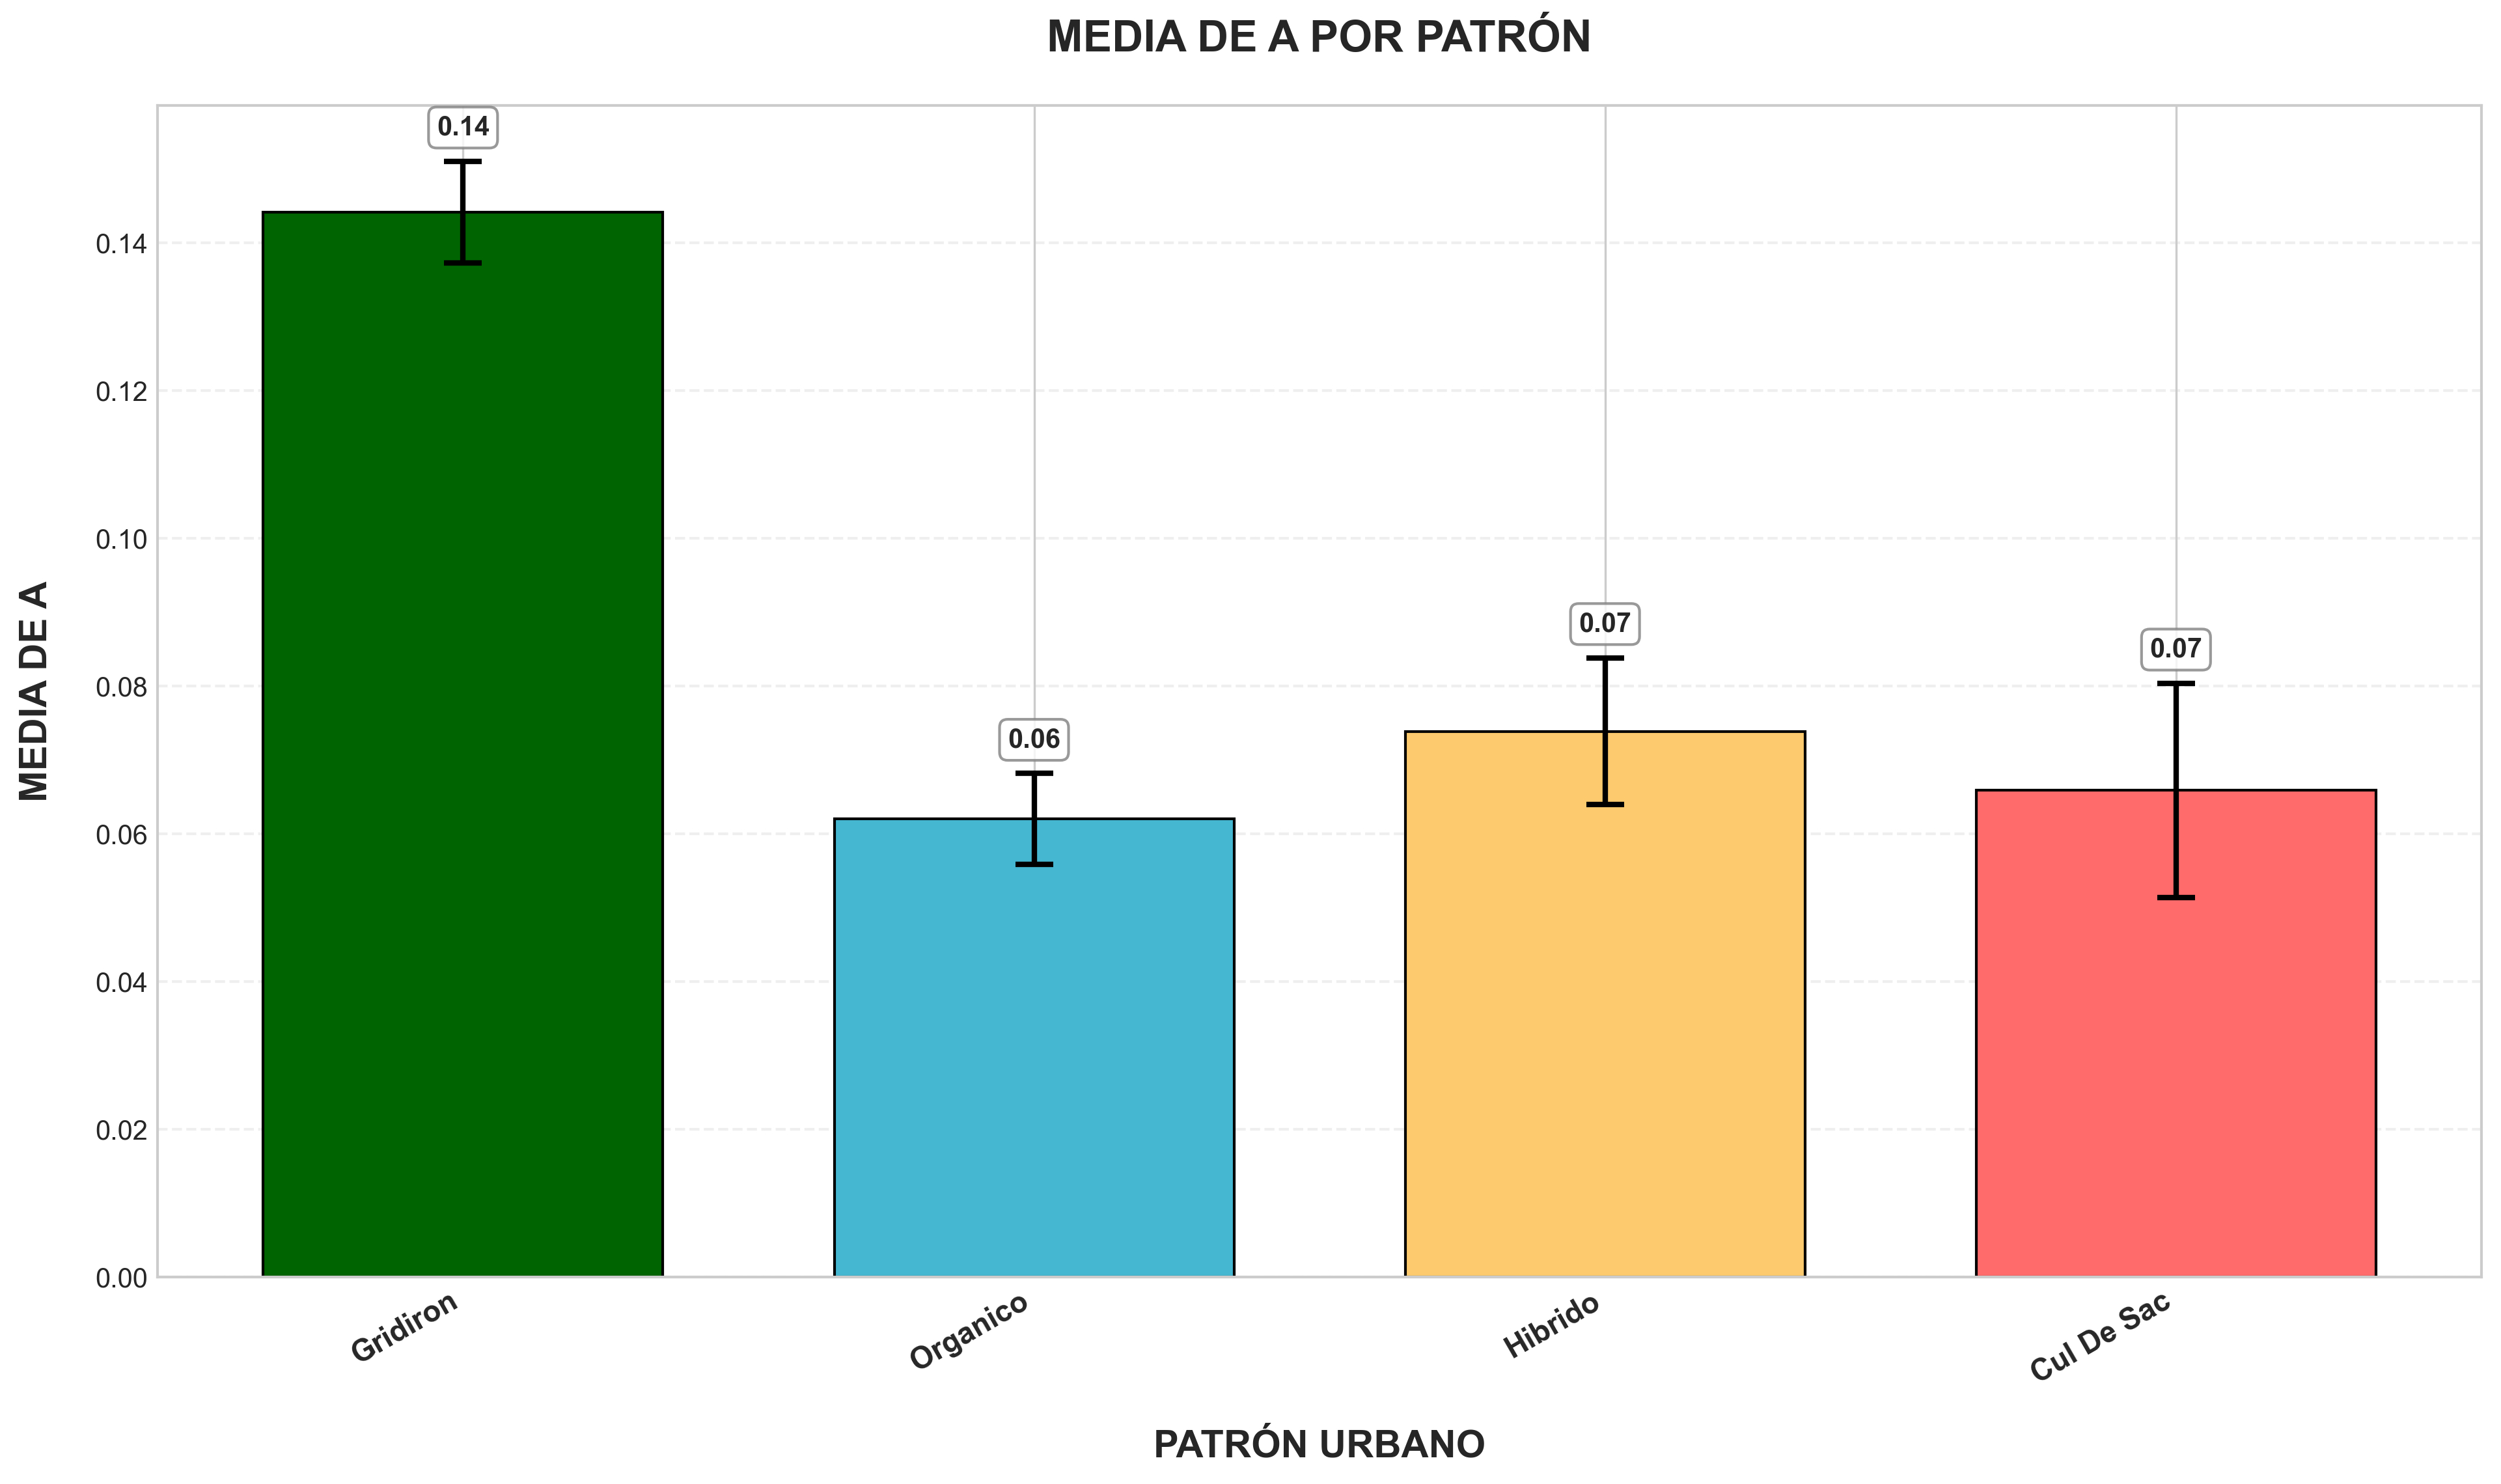 MEDIA DE A POR PATRÓN
MEDIA DE A
0.14
0.12
0.10
0.08
0.06
0.04
0.02
0.00
0.14
0.06
0.07
0.07
Gridiron
Organico
Hibrido
Cul De Sac
PATRÓN URBANO